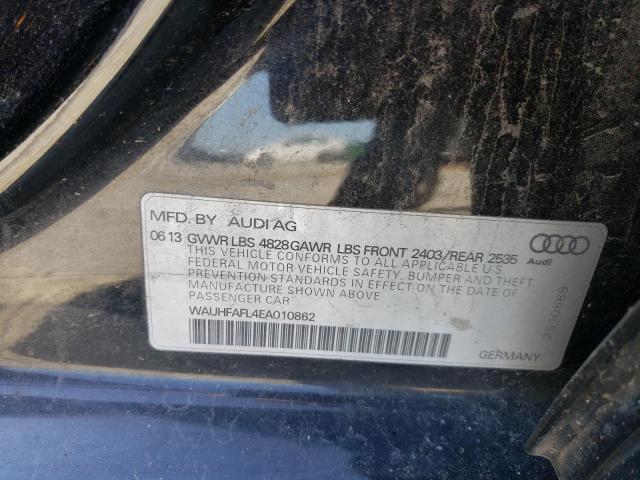 MFD. BY AUDI AG
06 13 GVWR LBS 4828 GAWR LBS FRONT 2403/REAR 2535
THIS VEHICLE CONFORMS TO ALL APPLICABLE U.S.
FEDERAL MOTOR VEHICLE SAFETY, BUMPER AND THEFT
PREVENTION STANDARDS IN EFFECT ON THE DATE OF
MANUFACTURE SHOWN ABOVE
PASSENGER CAR
WAUHFAFL4EA010862
GERMANY
Audi
2510689